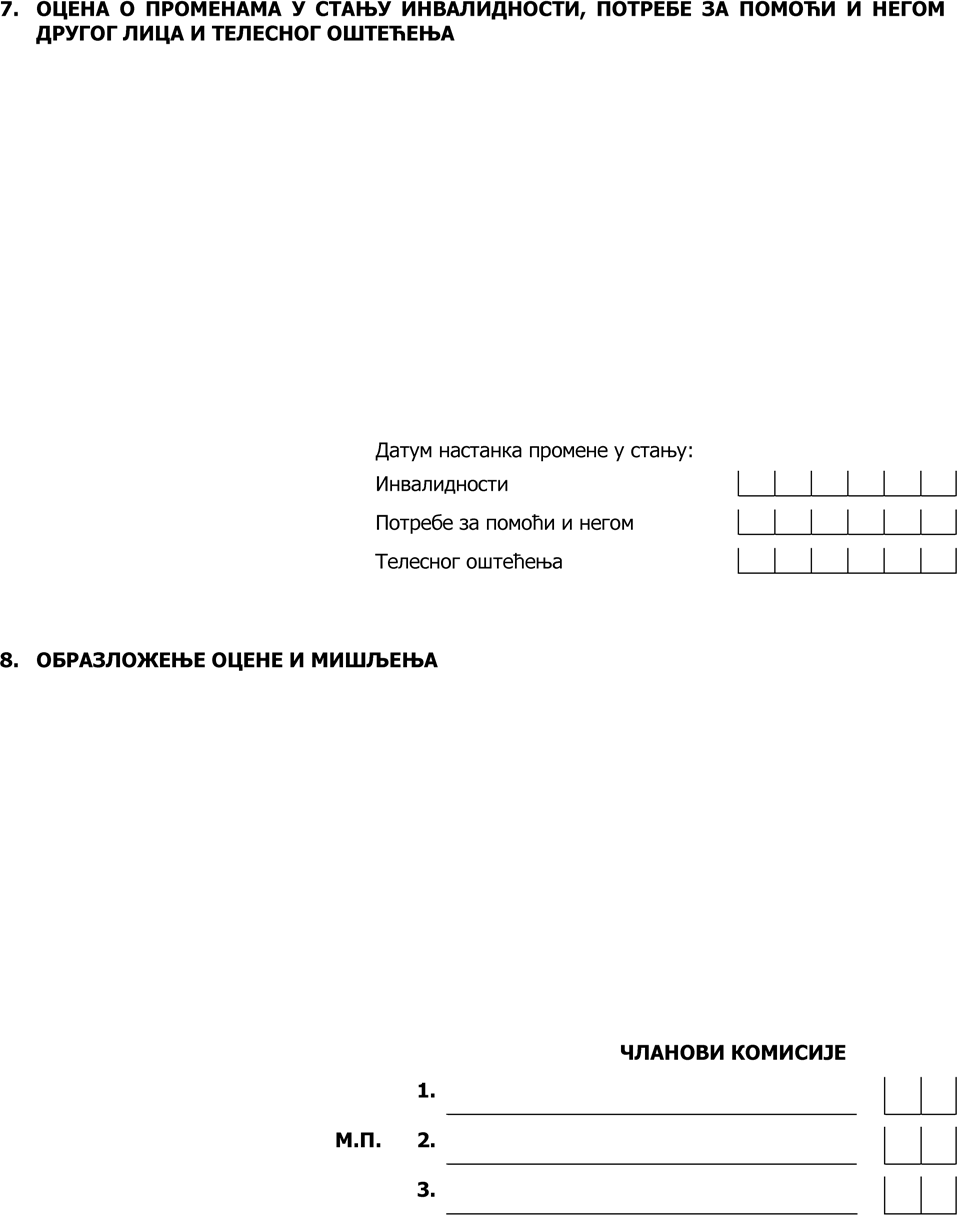 7. ОЦЕНА О ПРОМЕНАМА У СТАЊУ ИНВАЛИДНОСТИ, ПОТРЕБЕ ЗА ПОМОЋИ И НЕГОМ
ДРУГОГ ЛИЦА И ТЕЛЕСНОГ ОШТЕЋЕЊА
Датум настанка промене у стању:
Инвалидности
Потребе за помоћи и негом
Телесног оштећења
8. ОБРАЗЛОЖЕЊЕ ОЦЕНЕ И МИШЉЕЊА
ЧЛАНОВИ КОМИСИЈЕ
1.
М.П. 2.
3.